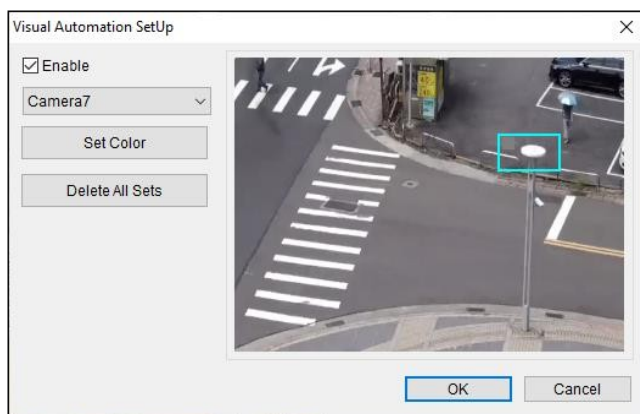 Visual Automation SetUp
Enable
Camera7
Set Color
Delete All Sets
OK
Cancel